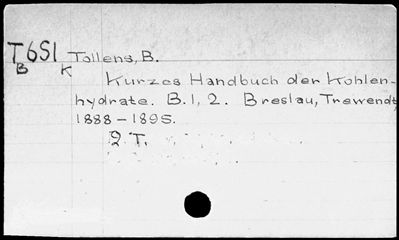 T651 Tollens, B.
B K
Kurzes Handbuch der Kohlen-
hydrate. B.1, 2. Breslau, Trewendt
1888-1895.
2 T.